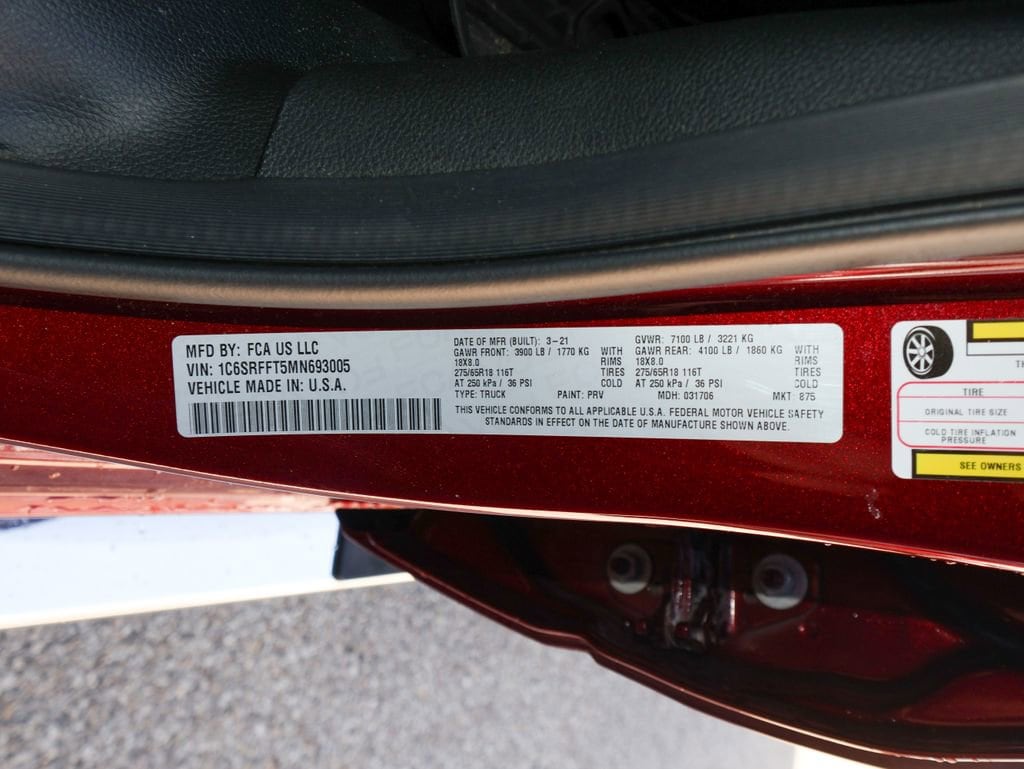 MFD BY: FCA US LLC
VIN: 1C6SRFFT5MN693005
VEHICLE MADE IN: U.S.A.
DATE OF MFR (BUILT): 3-21
GVWR: 7100 LB / 3221 KG
GAWR FRONT: 3900 LB / 1770 KG WITH
GAWR REAR: 4100 LB / 1860 KG WITH
18X8.0 RIMS
18X8.0 RIMS
275/65R18 116T TIRES
275/65R18 116T TIRES
AT 250 kPa / 36 PSI COLD
AT 250 kPa / 36 PSI COLD
TYPE: TRUCK PAINT: PRV MDH: 031706 MKT: 875
THIS VEHICLE CONFORMS TO ALL APPLICABLE U.S.A. FEDERAL MOTOR VEHICLE SAFETY
STANDARDS IN EFFECT ON THE DATE OF MANUFACTURE SHOWN ABOVE.
TIRE
ORIGINAL TIRE SIZE
COLD TIRE INFLATION
PRESSURE
SEE OWNERS